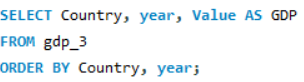 SELECT Country, year, Value AS GDP
FROM gdp_3
ORDER BY Country, year;